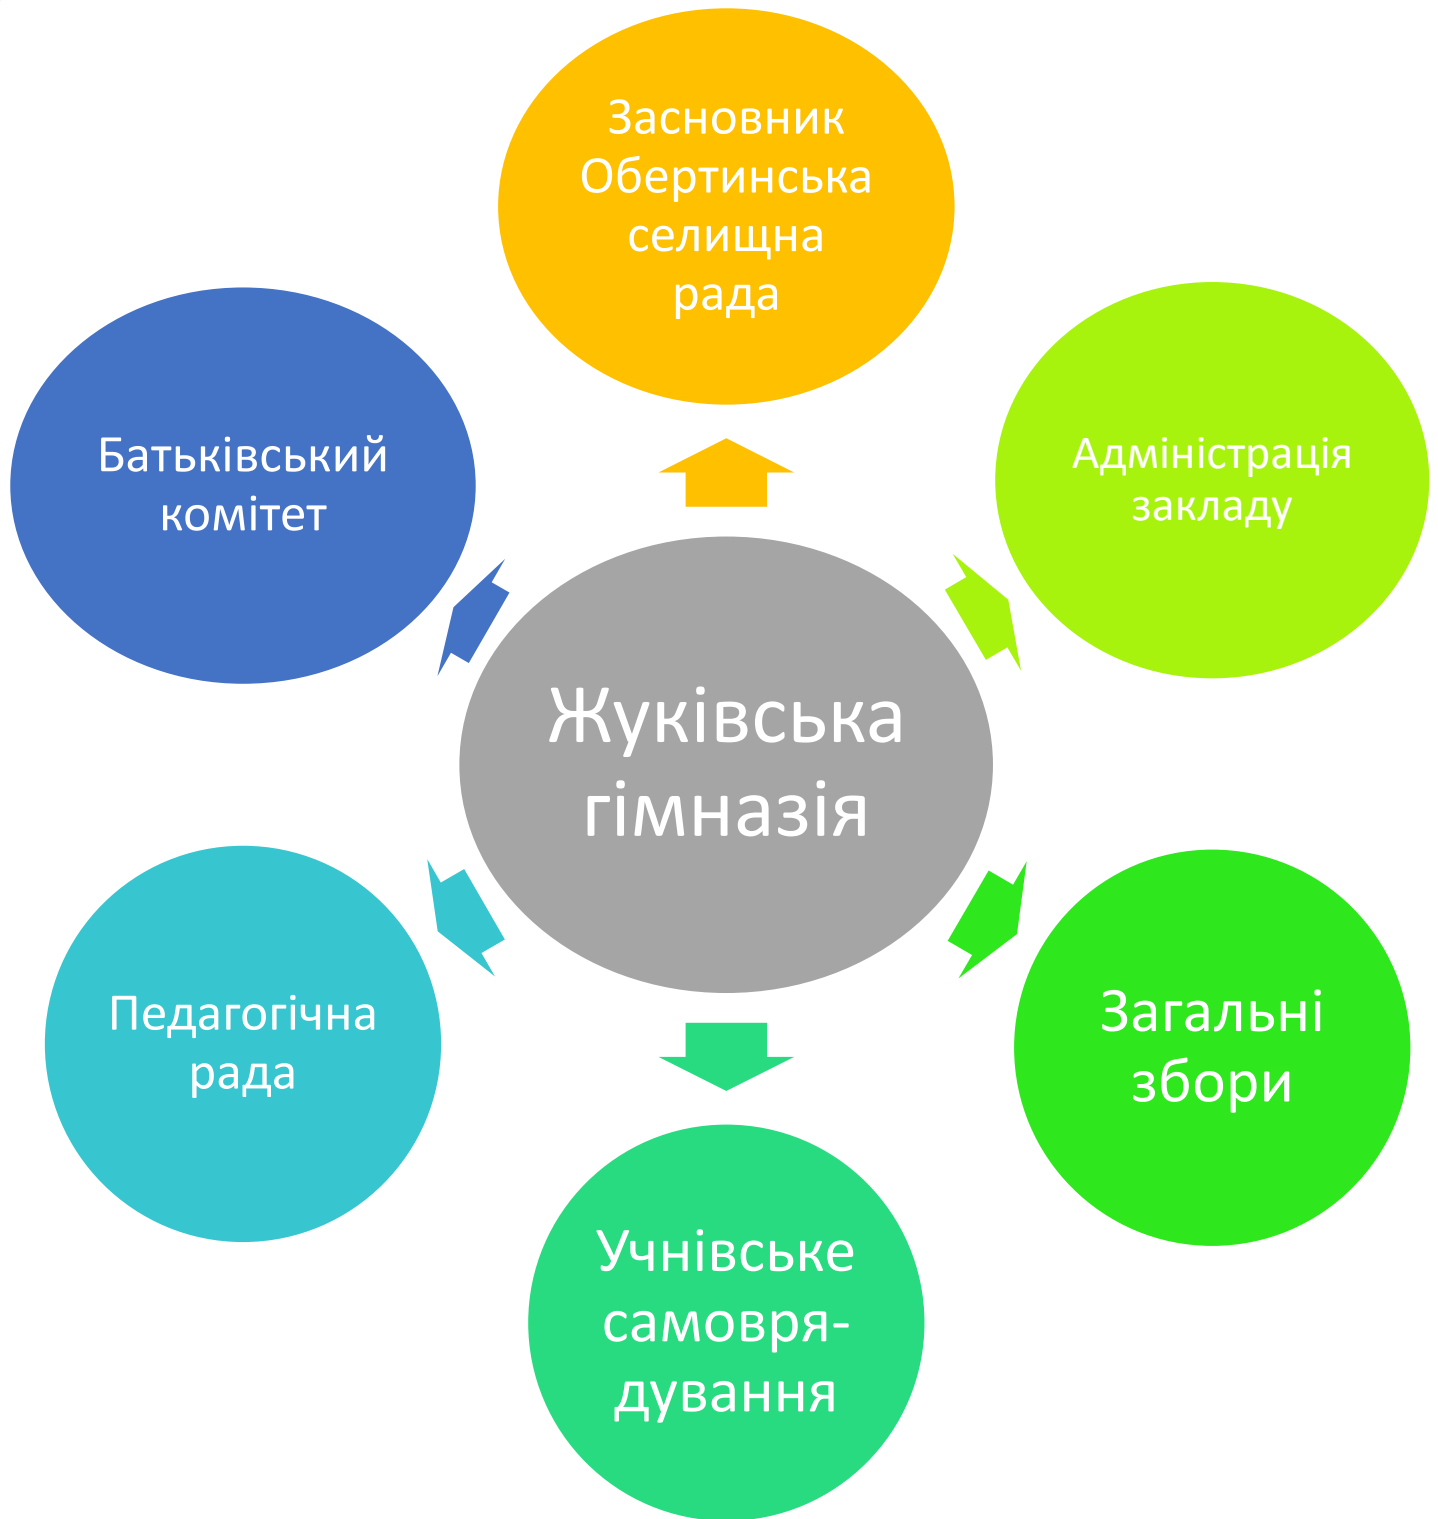 Засновник
Обертинська
селищна
рада
Батьківський
комітет
Адміністрація
закладу
Жуківська
гімназія
Педагогічна
рада
Загальні
збори
Учнівське
самовря-
дування